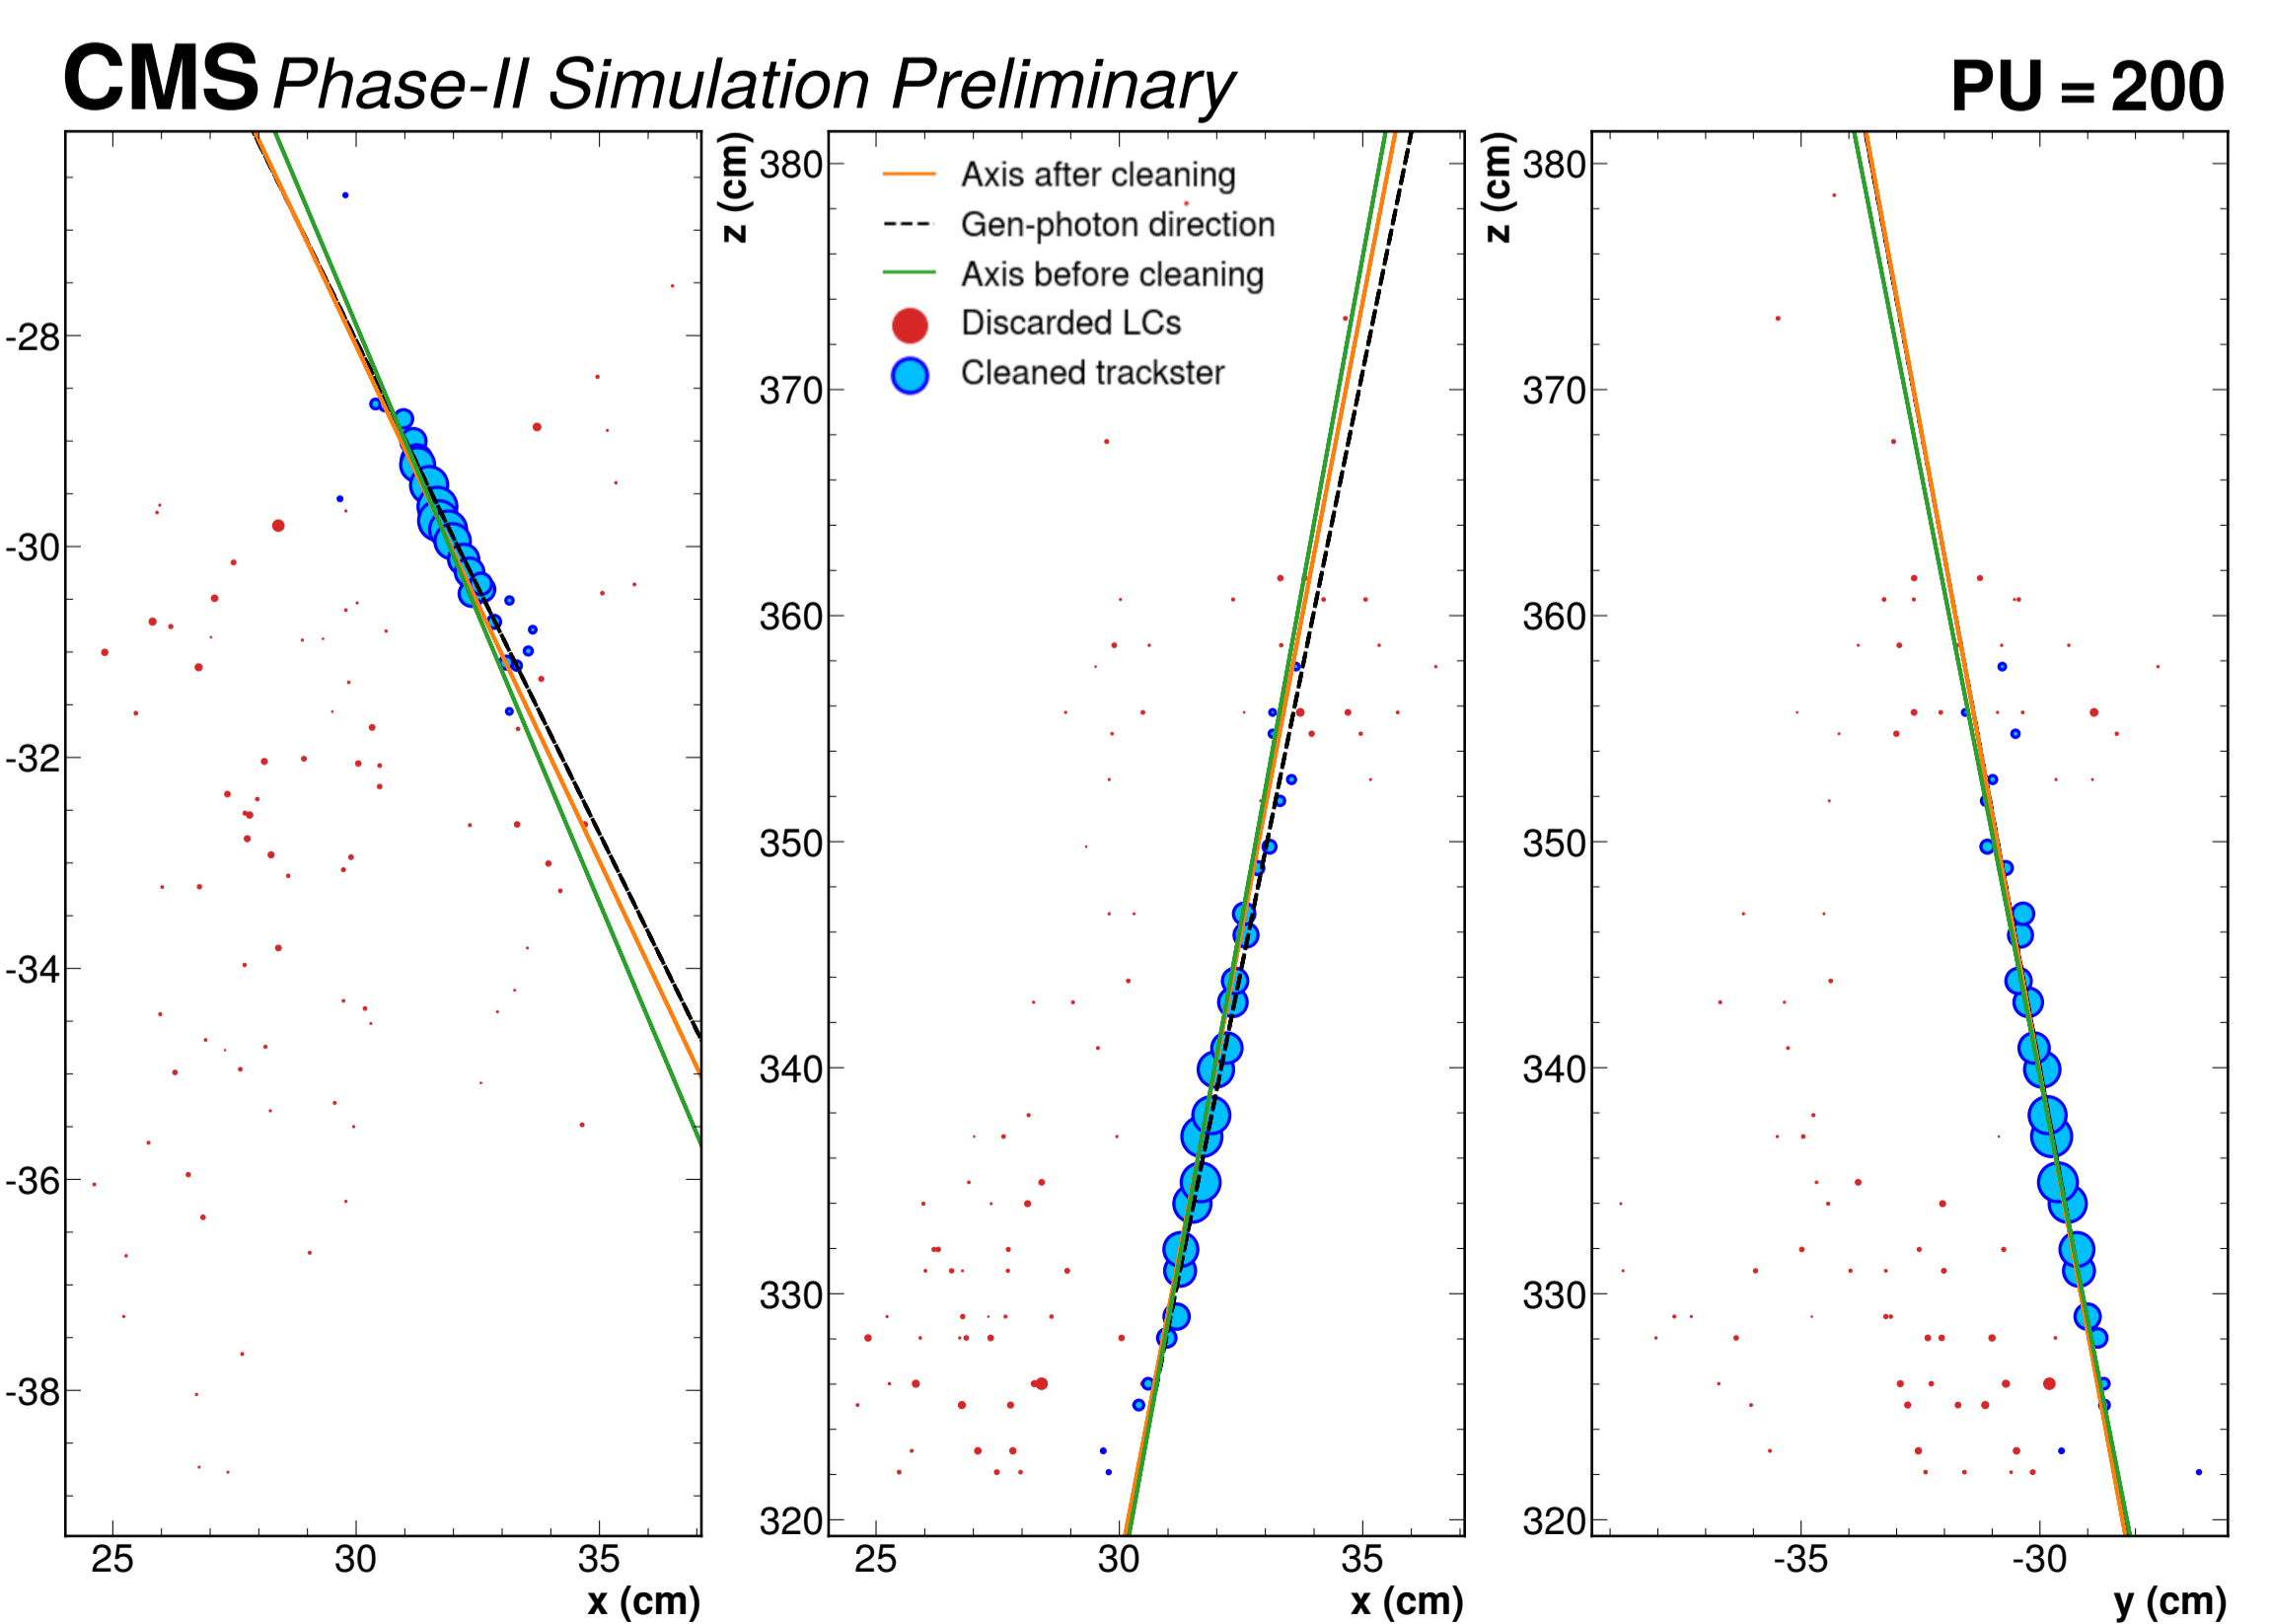 CMS Phase-II Simulation Preliminary PU = 200
-28
-30
-32
-34
-36
-38
25 30 35
x (cm)
z (cm)
380
370
360
350
340
330
320
Axis after cleaning
Gen-photon direction
Axis before cleaning
Discarded LCs
Cleaned trackster
25 30 35
x (cm)
z (cm)
380
370
360
350
340
330
320
-35 -30
y (cm)